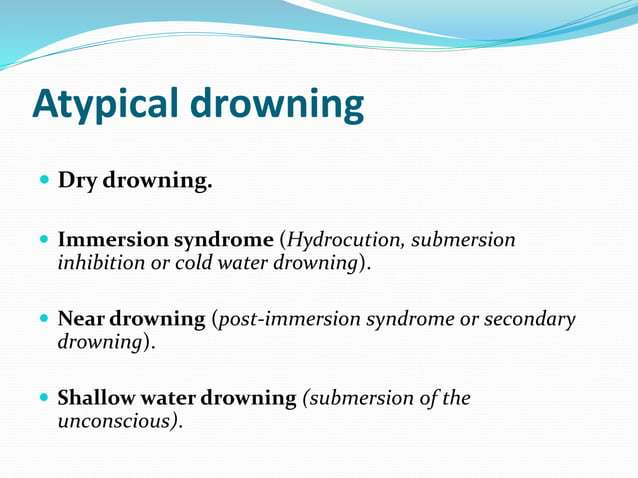 Atypical drowning
Dry drowning.
Immersion syndrome (Hydrocution, submersion
inhibition or cold water drowning).
Near drowning (post-immersion syndrome or secondary
drowning).
Shallow water drowning (submersion of the
unconscious).